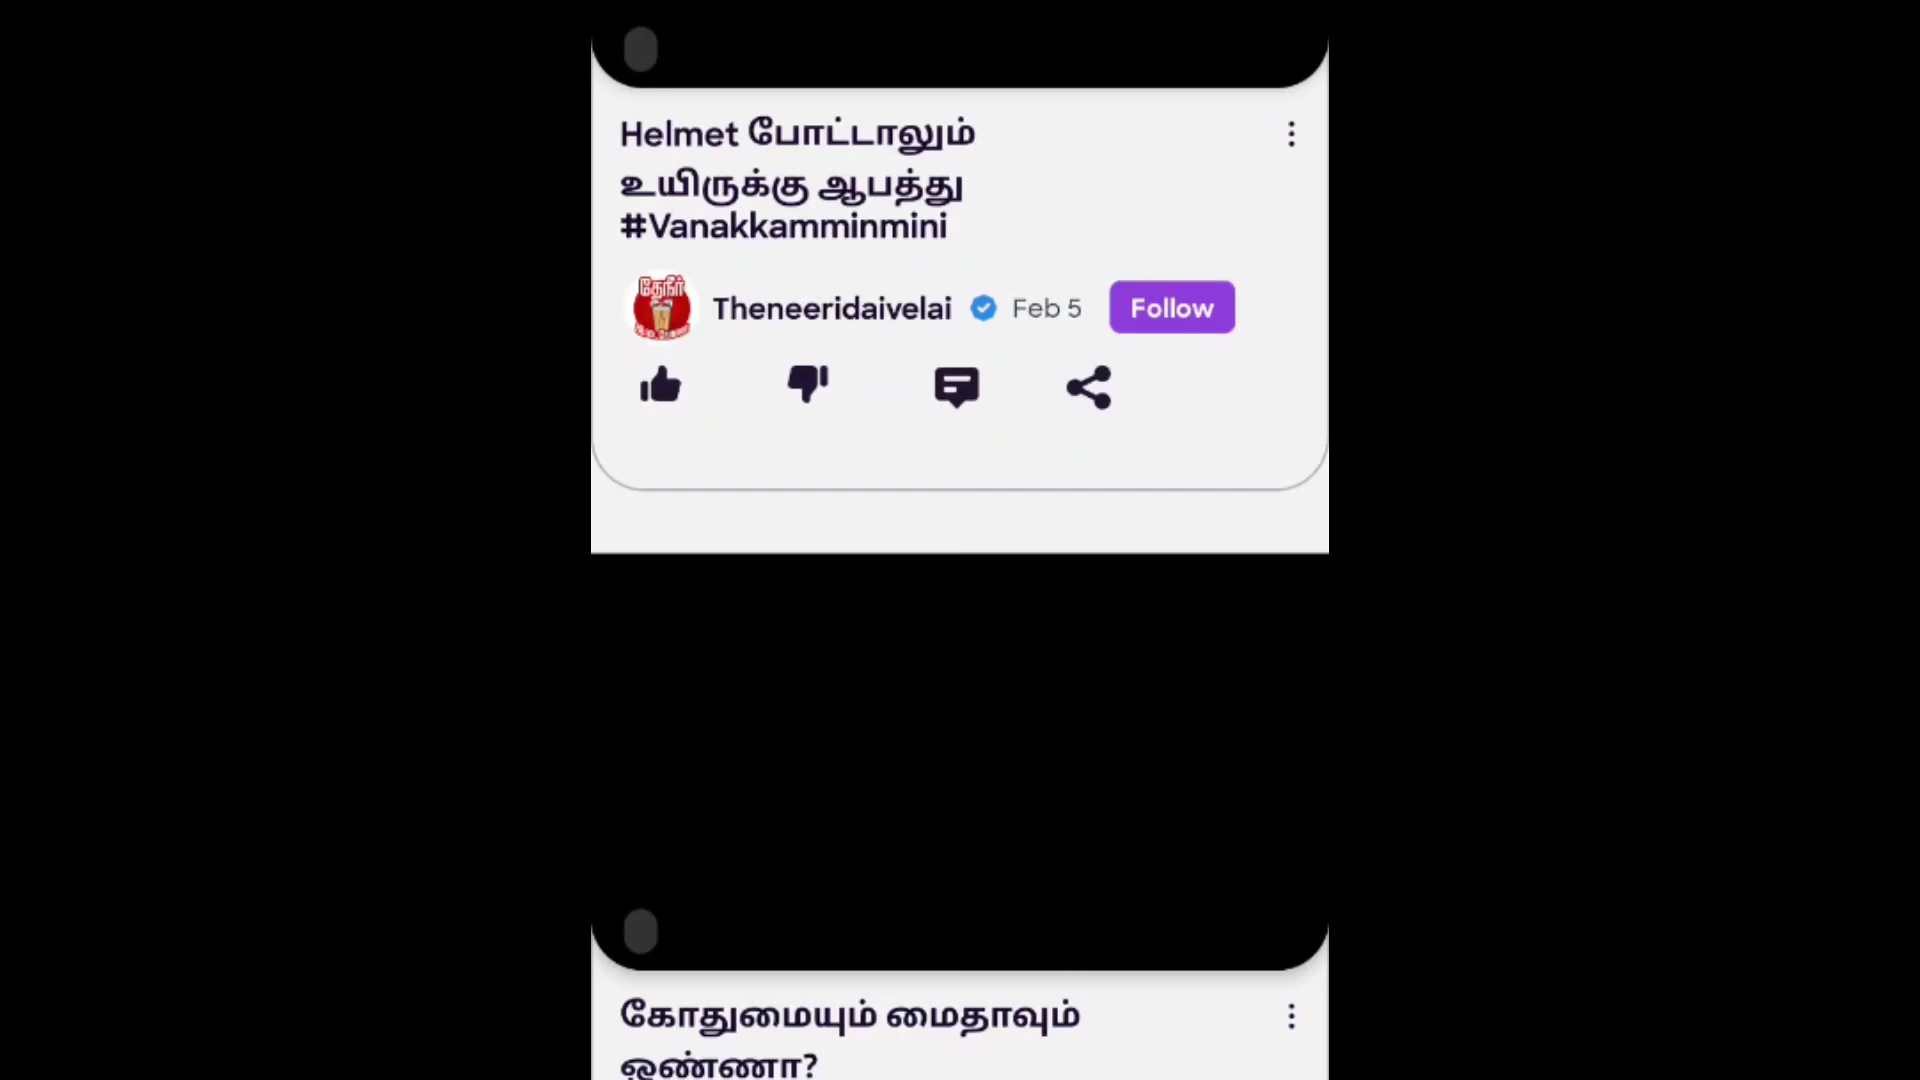 Helmet போட்டாலும்
உயிருக்கு ஆபத்து
#Vanakkamminmini
தேநீர்
Theneeridaivelai Feb 5 Follow
கோதுமையும் மைதாவும்
ஒண்ணா?